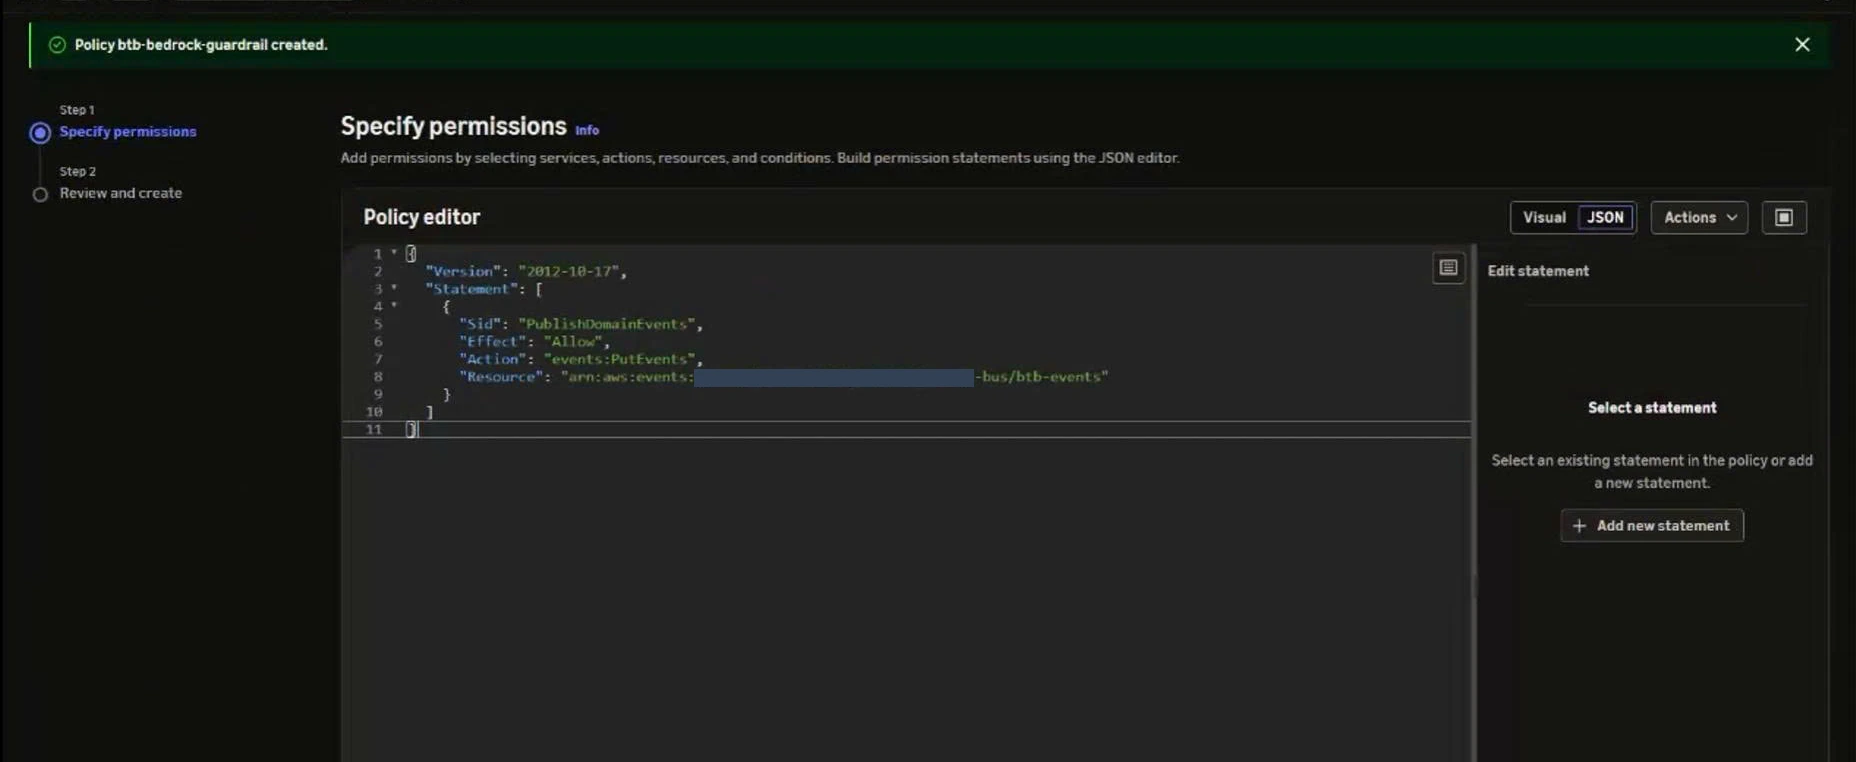 Policy btb-bedrock-guardrail created.
Step 1
Specify permissions
Step 2
Review and create
Specify permissions Info
Add permissions by selecting services, actions, resources, and conditions. Build permission statements using the JSON editor.
Policy editor
Visual JSON Actions
1 {
2 "Version": "2012-10-17",
3 "Statement": [
4 {
5 "Sid": "PublishDomainEvents",
6 "Effect": "Allow",
7 "Action": "events:PutEvents",
8 "Resource": "arn:aws:events: -bus/btb-events"
9 }
10 ]
11 }
Edit statement
Select a statement
Select an existing statement in the policy or add
a new statement.
+ Add new statement